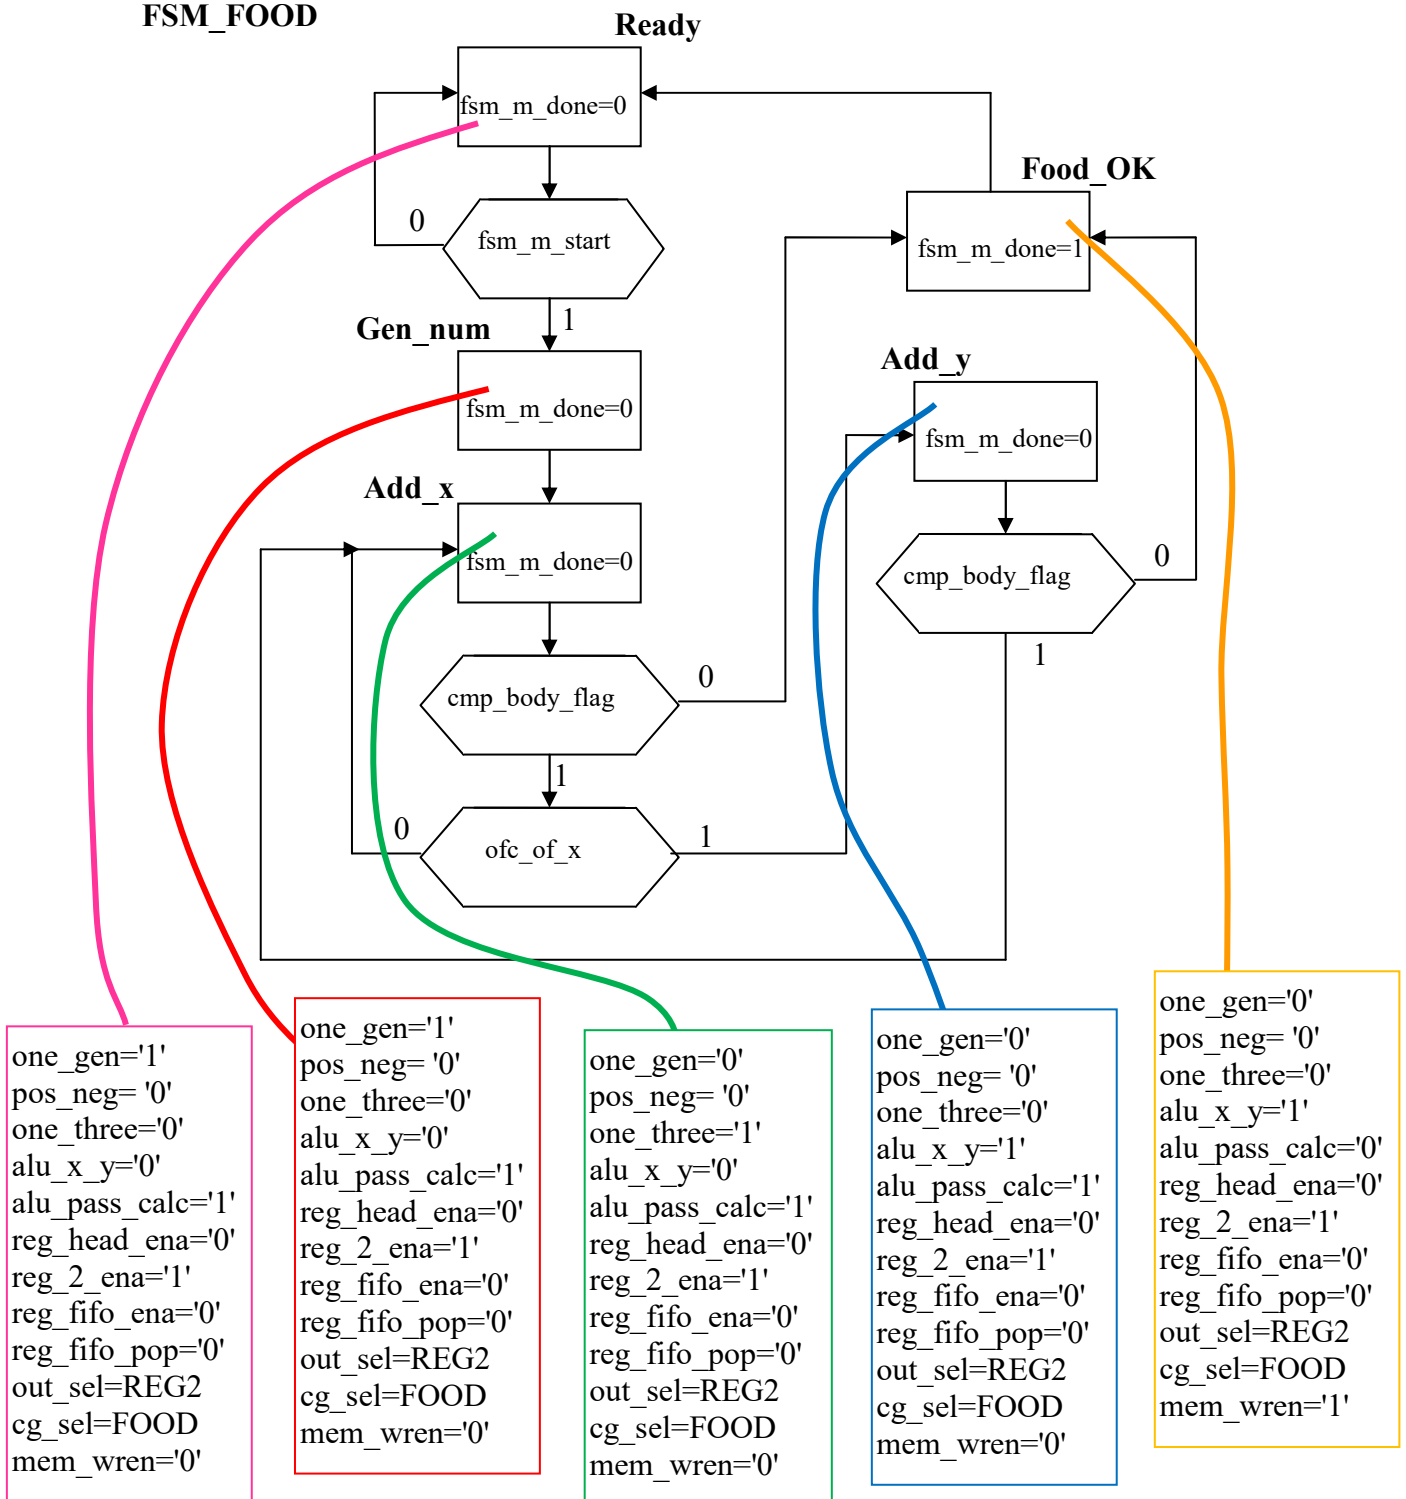 FSM_FOOD
Ready
fsm_m_done=0
Food_OK
fsm_m_done=1
0
fsm_m_start
1
Gen_num
fsm_m_done=0
Add_y
fsm_m_done=0
Add_x
fsm_m_done=0
cmp_body_flag
0
1
cmp_body_flag
0
1
ofc_of_x
0
1
one_gen='1'
pos_neg= '0'
one_three='0'
alu_x_y='0'
alu_pass_calc='1'
reg_head_ena='0'
reg_2_ena='1'
reg_fifo_ena='0'
reg_fifo_pop='0'
out_sel=REG2
cg_sel=FOOD
mem_wren='0'
one_gen='1'
pos_neg= '0'
one_three='0'
alu_x_y='0'
alu_pass_calc='1'
reg_head_ena='0'
reg_2_ena='1'
reg_fifo_ena='0'
reg_fifo_pop='0'
out_sel=REG2
cg_sel=FOOD
mem_wren='0'
one_gen='0'
pos_neg= '0'
one_three='1'
alu_x_y='0'
alu_pass_calc='1'
reg_head_ena='0'
reg_2_ena='1'
reg_fifo_ena='0'
reg_fifo_pop='0'
out_sel=REG2
cg_sel=FOOD
mem_wren='0'
one_gen='0'
pos_neg= '0'
one_three='0'
alu_x_y='1'
alu_pass_calc='1'
reg_head_ena='0'
reg_2_ena='1'
reg_fifo_ena='0'
reg_fifo_pop='0'
out_sel=REG2
cg_sel=FOOD
mem_wren='0'
one_gen='0'
pos_neg= '0'
one_three='0'
alu_x_y='1'
alu_pass_calc='0'
reg_head_ena='0'
reg_2_ena='1'
reg_fifo_ena='0'
reg_fifo_pop='0'
out_sel=REG2
cg_sel=FOOD
mem_wren='1'